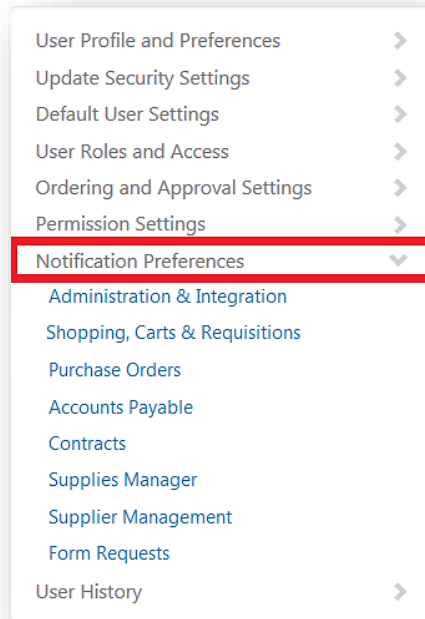 User Profile and Preferences
Update Security Settings
Default User Settings
User Roles and Access
Ordering and Approval Settings
Permission Settings
Notification Preferences
Administration & Integration
Shopping, Carts & Requisitions
Purchase Orders
Accounts Payable
Contracts
Supplies Manager
Supplier Management
Form Requests
User History